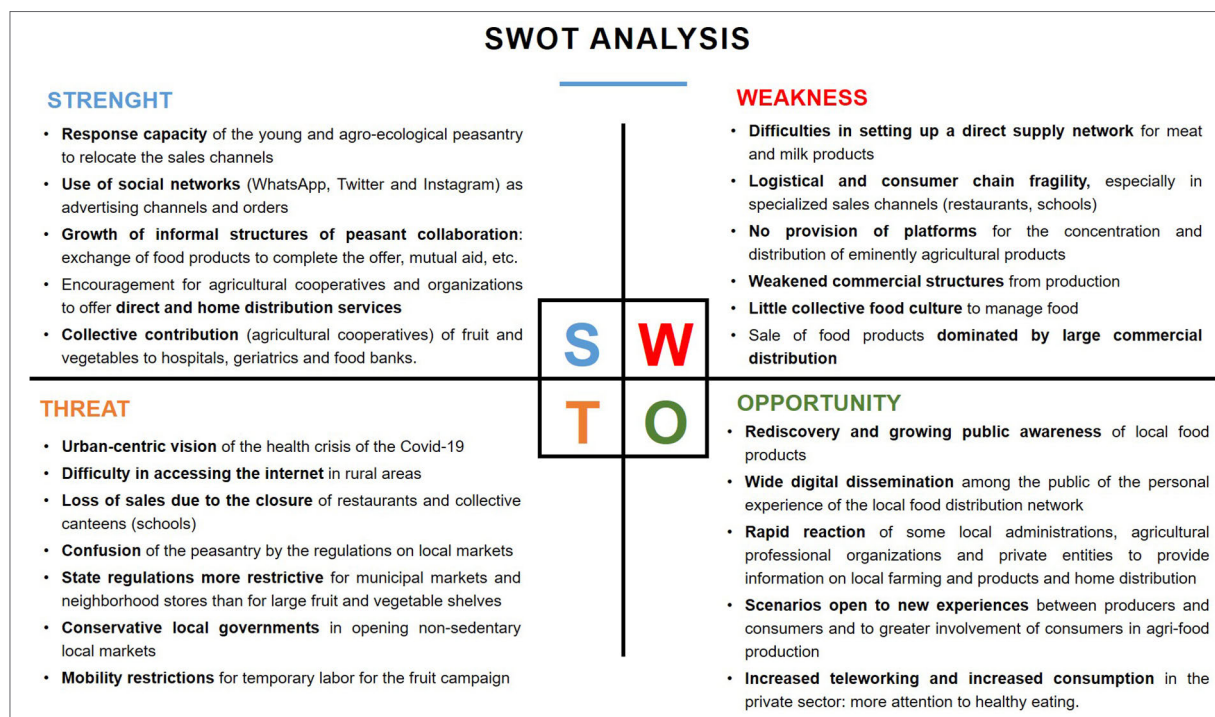 SWOT ANALYSIS
STRENGHT
• Response capacity of the young and agro-ecological peasantry
to relocate the sales channels
• Use of social networks (WhatsApp, Twitter and Instagram) as
advertising channels and orders
• Growth of informal structures of peasant collaboration:
exchange of food products to complete the offer, mutual aid, etc.
• Encouragement for agricultural cooperatives and organizations
to offer direct and home distribution services
• Collective contribution (agricultural cooperatives) of fruit and
vegetables to hospitals, geriatrics and food banks.
WEAKNESS
• Difficulties in setting up a direct supply network for meat
and milk products
• Logistical and consumer chain fragility, especially in
specialized sales channels (restaurants, schools)
• No provision of platforms for the concentration and
distribution of eminently agricultural products
• Weakened commercial structures from production
• Little collective food culture to manage food
• Sale of food products dominated by large commercial
distribution
S W
T O
THREAT
• Urban-centric vision of the health crisis of the Covid-19
• Difficulty in accessing the internet in rural areas
• Loss of sales due to the closure of restaurants and collective
canteens (schools)
• Confusion of the peasantry by the regulations on local markets
• State regulations more restrictive for municipal markets and
neighborhood stores than for large fruit and vegetable shelves
• Conservative local governments in opening non-sedentary
local markets
• Mobility restrictions for temporary labor for the fruit campaign
OPPORTUNITY
• Rediscovery and growing public awareness of local food
products
• Wide digital dissemination among the public of the personal
experience of the local food distribution network
• Rapid reaction of some local administrations, agricultural
professional organizations and private entities to provide
information on local farming and products and home distribution
• Scenarios open to new experiences between producers and
consumers and to greater involvement of consumers in agri-food
production
• Increased teleworking and increased consumption in the
private sector: more attention to healthy eating.